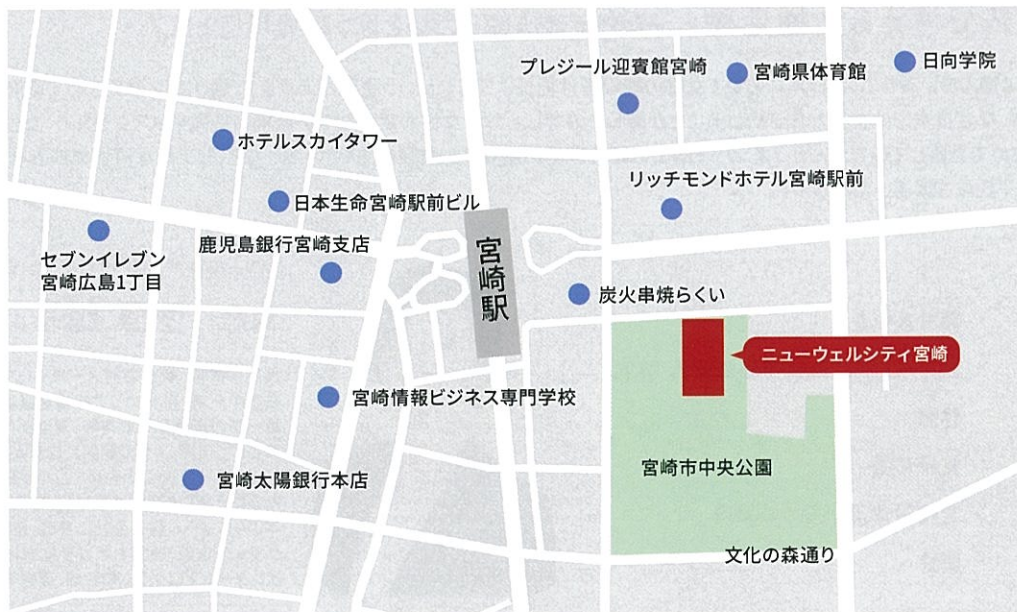 日向学院
プレジール迎賓館宮崎
宮崎県体育館
ホテルスカイタワー
リッチモンドホテル宮崎駅前
日本生命宮崎駅前ビル
鹿児島銀行宮崎支店
セブンイレブン
宮崎広島1丁目
宮崎駅
炭火串焼らくい
ニューウェルシティ宮崎
宮崎情報ビジネス専門学校
宮崎市中央公園
宮崎太陽銀行本店
文化の森通り